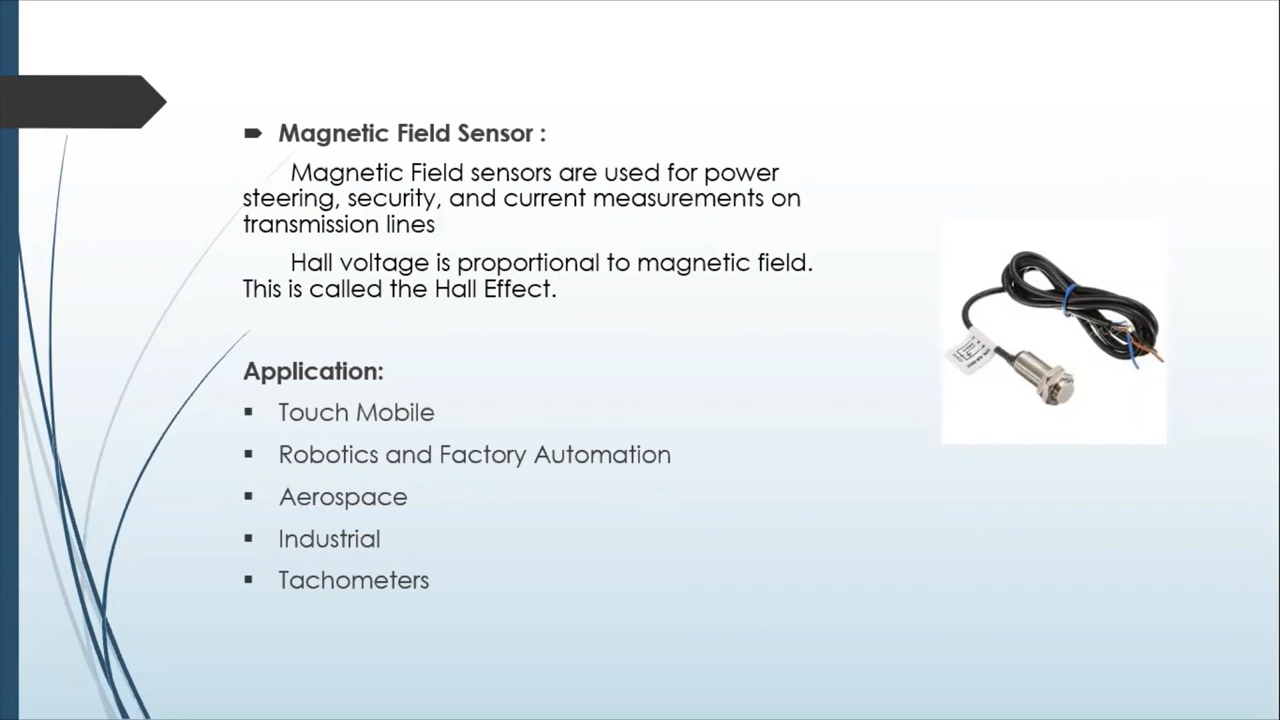 Magnetic Field Sensor :
Magnetic Field sensors are used for power
steering, security, and current measurements on
transmission lines
Hall voltage is proportional to magnetic field.
This is called the Hall Effect.
Application:
Touch Mobile
Robotics and Factory Automation
Aerospace
Industrial
Tachometers